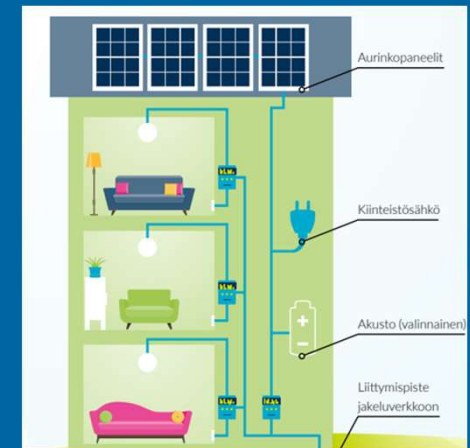 Aurinkopaneelit
Kiinteistösähkö
Akusto (valinnainen)
Liittymispiste
jakeluverkkoon